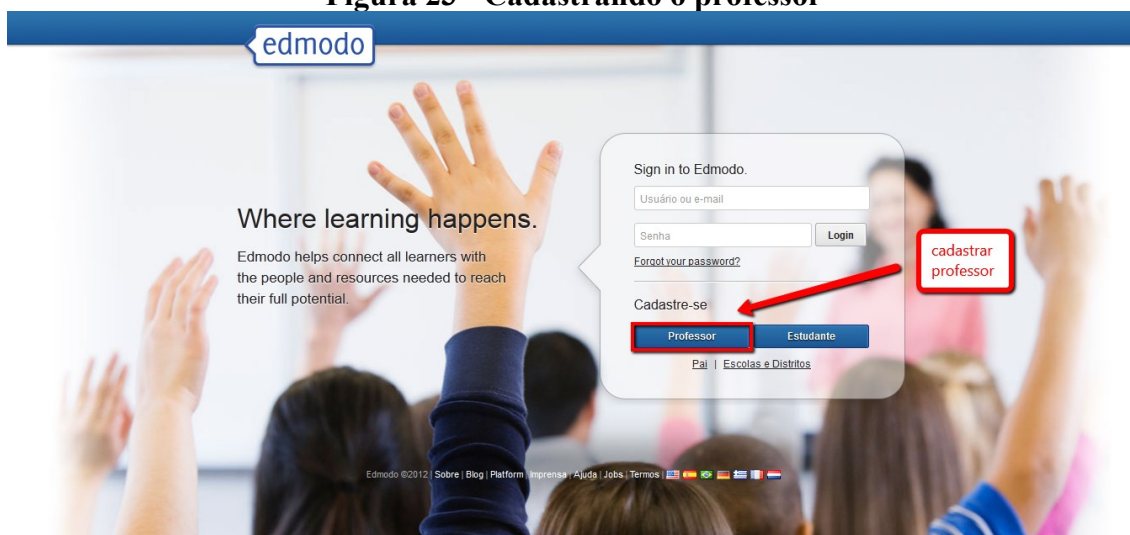 Figura 25 - Cadastrando o professor
edmodo
Where learning happens.
Edmodo helps connect all learners with
the people and resources needed to reach
their full potential.
Sign in to Edmodo.
Usuário ou e-mail
Senha
Login
Forgot your password?
Cadastre-se
Professor
Estudante
Pai | Escolas e Distritos
cadastrar
professor
Edmodo ©2012 | Sobre | Blog | Platform | Imprensa | Ajuda | Jobs | Termos |